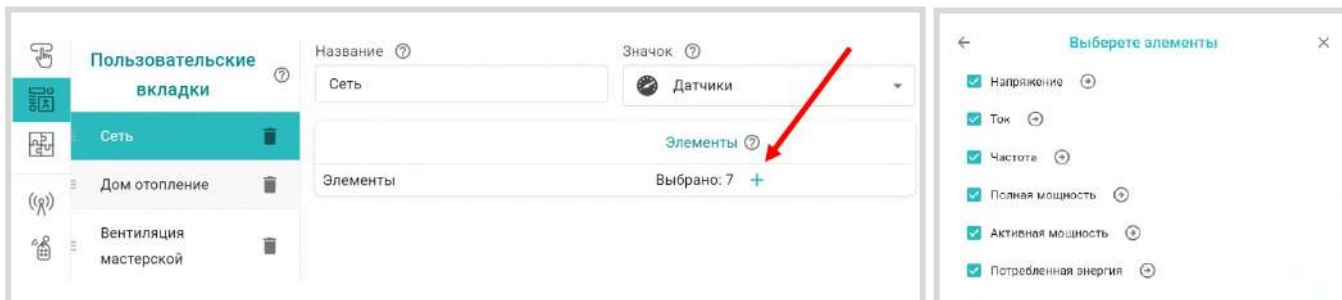 Пользовательские
вкладки
Сеть
Дом отопление
Вентиляция
мастерской
Название
Сеть
Значок
Датчики
Элементы
Элементы
Выбрано: 7 +
Выберете элементы
Напряжение
Ток
Частота
Полная мощность
Активная мощность
Потребленная энергия